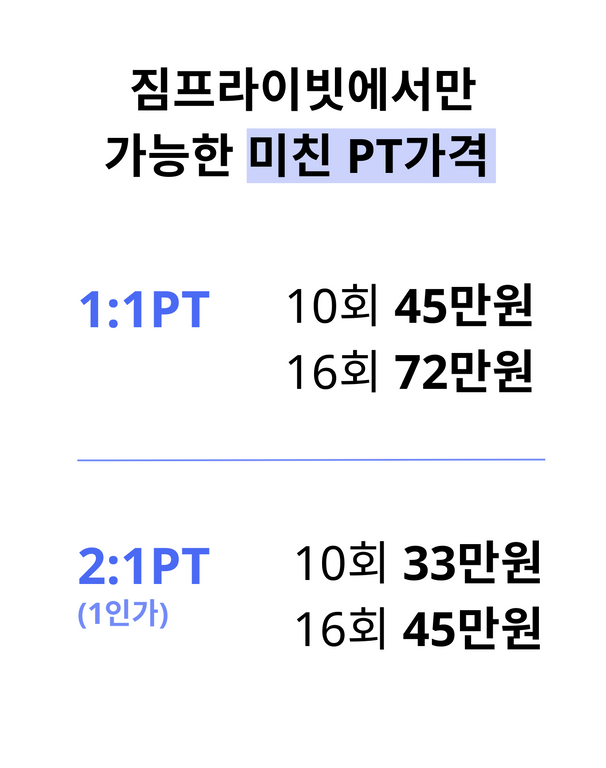 짐프라이빗에서만
가능한 미친 PT가격
1:1PT
10회 45만원
16회 72만원
2:1PT
(1인가)
10회 33만원
16회 45만원